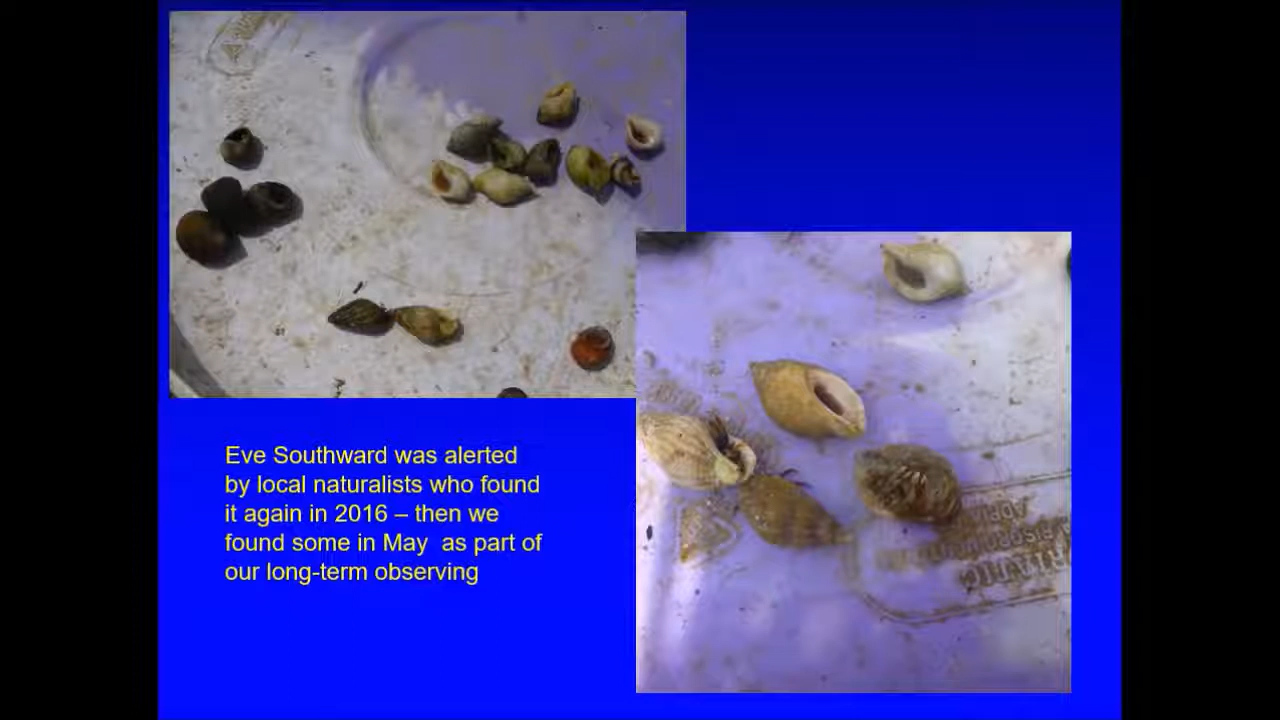 Eve Southward was alerted
by local naturalists who found
it again in 2016 – then we
found some in May as part of
our long-term observing